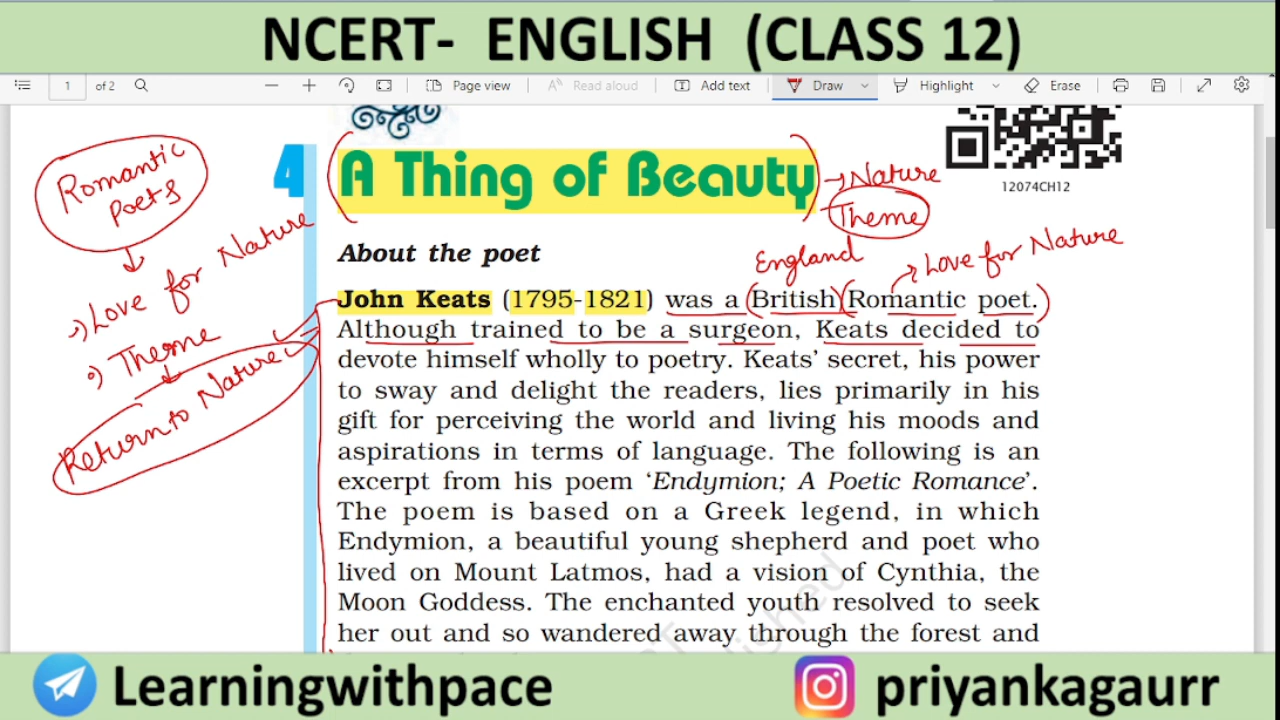 NCERT- ENGLISH (CLASS 12)
1 of 2 Page view Read aloud Add text Draw Highlight Erase
Romantic
Poets
Love for Nature
Theme
Return to Nature
4
A Thing of Beauty
Nature
Theme
12074CH12
About the poet
England
Love for Nature
John Keats (1795-1821) was a British Romantic poet.
Although trained to be a surgeon, Keats decided to
devote himself wholly to poetry. Keats’ secret, his power
to sway and delight the readers, lies primarily in his
gift for perceiving the world and living his moods and
aspirations in terms of language. The following is an
excerpt from his poem ‘Endymion; A Poetic Romance’.
The poem is based on a Greek legend, in which
Endymion, a beautiful young shepherd and poet who
lived on Mount Latmos, had a vision of Cynthia, the
Moon Goddess. The enchanted youth resolved to seek
her out and so wandered away through the forest and
Learningwithpace
priyankagaurr